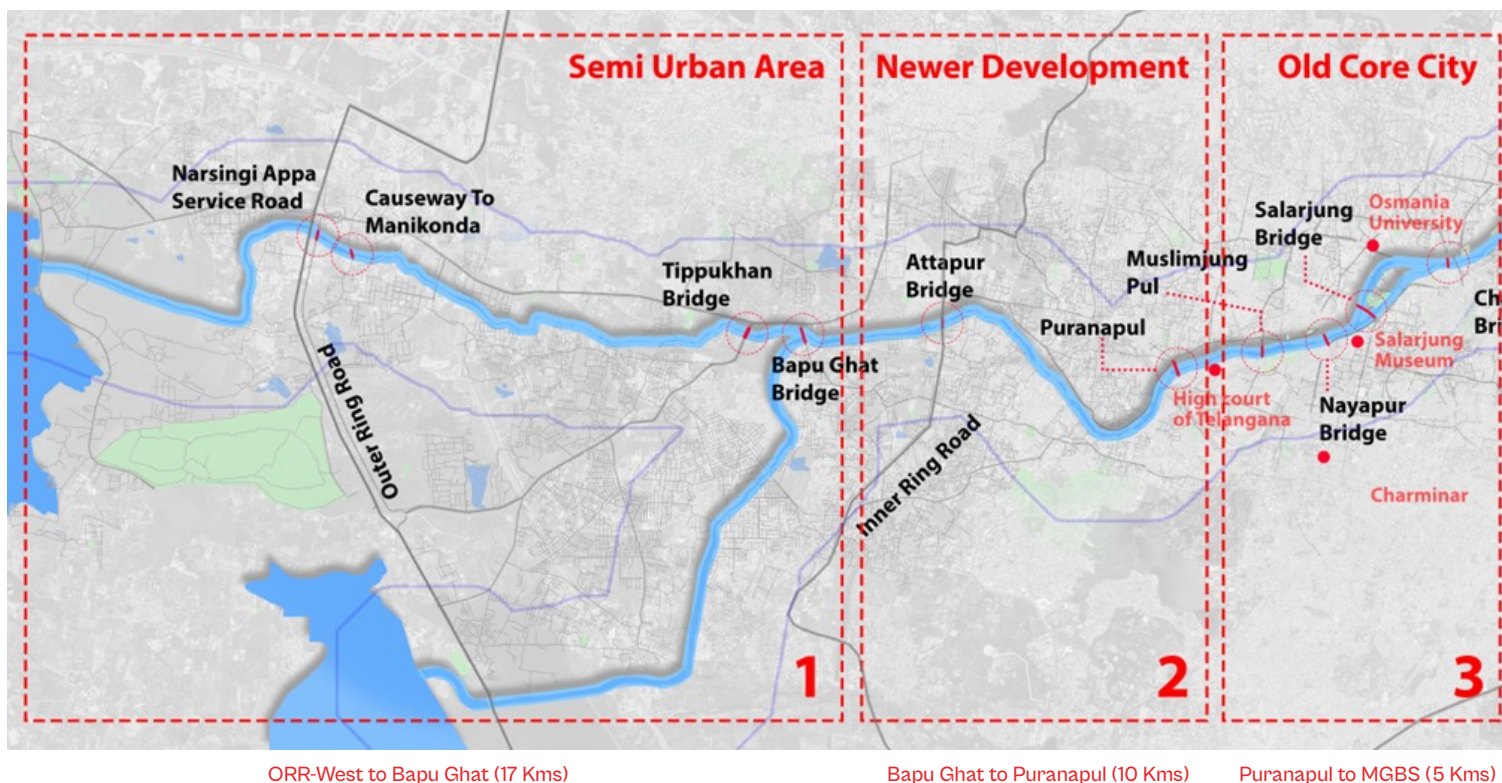 Semi Urban Area
Newer Development
Old Core City
Narsingi Appa
Service Road
Causeway To
Manikonda
Tippukhan
Bridge
Bapu Ghat
Bridge
Outer Ring Road
Attapur
Bridge
Inner Ring Road
Puranapul
Muslimjung
Pul
High court
of Telangana
Salarjung
Bridge
Osmania
University
Salarjung
Museum
Nayapur
Bridge
Charminar
Ch
Bri
1
2
3
ORR-West to Bapu Ghat (17 Kms)
Bapu Ghat to Puranapul (10 Kms)
Puranapul to MGBS (5 Kms)